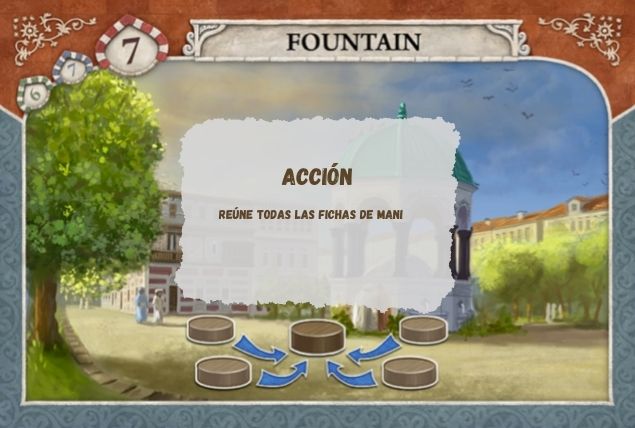 6
7
7
FOUNTAIN
ACCIÓN
REÚNE TODAS LAS FICHAS DE MANI